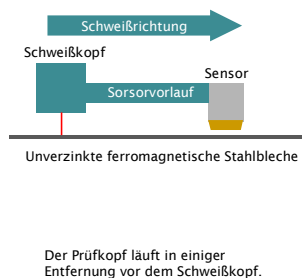 Schweißrichtung
Schweißkopf
Sensor
Sorsorvorlauf
Unverzinkte ferromagnetische Stahlbleche
Der Prüfkopf läuft in einiger
Entfernung vor dem Schweißkopf.